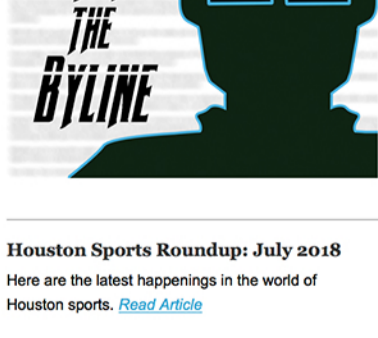 THE
BYLINE
Houston Sports Roundup: July 2018
Here are the latest happenings in the world of
Houston sports. Read Article